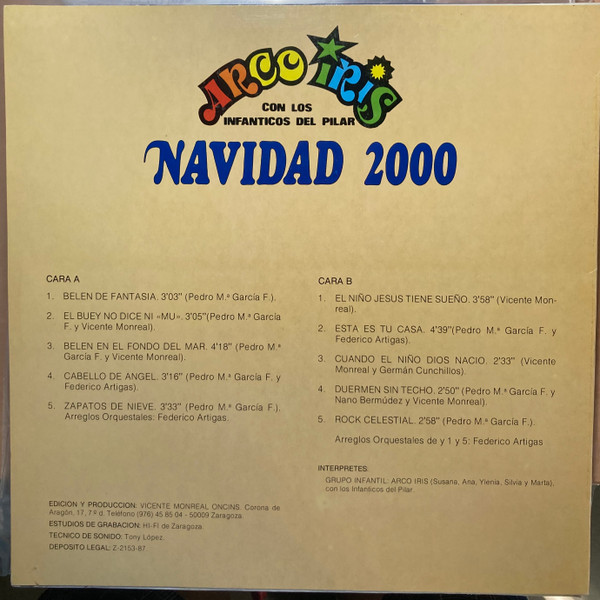 ARCO IRIS
CON LOS
INFANTICOS DEL PILAR
NAVIDAD 2000
CARA A
1. BELEN DE FANTASIA. 3'03" (Pedro M.ª García F.).
2. EL BUEY NO DICE NI «MU». 3'05"(Pedro M.ª García
F. y Vicente Monreal).
3. BELEN EN EL FONDO DEL MAR. 4'18" (Pedro M.ª
García F. y Vicente Monreal).
4. CABELLO DE ANGEL. 3'16" (Pedro M.ª García F. y
Federico Artigas).
5. ZAPATOS DE NIEVE. 3'33" (Pedro M.ª García F.).
Arreglos Orquestales: Federico Artigas.
CARA B
1. EL NIÑO JESUS TIENE SUEÑO. 3'58" (Vicente Mon-
real).
2. ESTA ES TU CASA. 4'39"(Pedro M.ª García F. y
Federico Artigas).
3. CUANDO EL NIÑO DIOS NACIO. 2'33" (Vicente
Monreal y Germán Cunchillos).
4. DUERMEN SIN TECHO. 2'50" (Pedro M.ª García F. y
Nano Bermúdez y Vicente Monreal).
5. ROCK CELESTIAL. 2'58" (Pedro M.ª García F.).
Arreglos Orquestales de y 1 y 5: Federico Artigas
INTERPRETES:
GRUPO INFANTIL: ARCO IRIS (Susana, Ana, Ylenia, Silvia y Marta),
con los Infanticos del Pilar.
EDICION Y PRODUCCION: VICENTE MONREAL ONCINS. Corona de
Aragón, 17, 7.º d. Teléfono (976) 45 85 04 - 50009 Zaragoza.
ESTUDIOS DE GRABACION: HI-FI de Zaragoza.
TECNICO DE SONIDO: Tony López.
DEPOSITO LEGAL: Z-2153-87